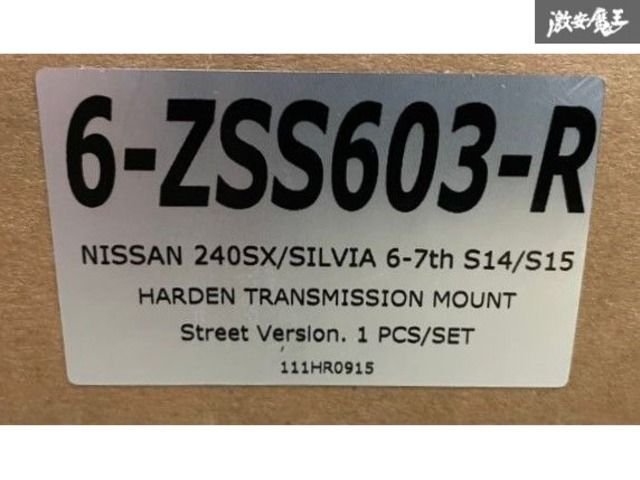 激安魔王
6-ZSS603-R
NISSAN 240SX/SILVIA 6-7th S14/S15
HARDEN TRANSMISSION MOUNT
Street Version. 1 PCS/SET
111HR0915